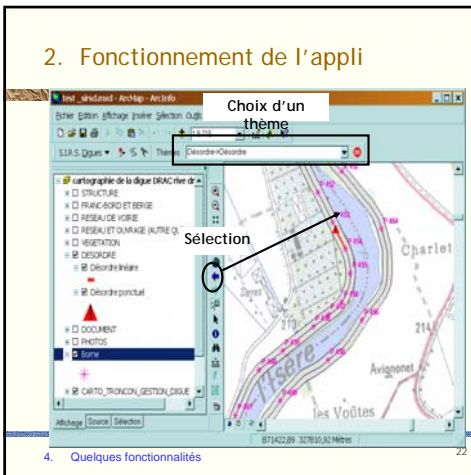 2. Fonctionnement de l'appli
test_sirsd.mxd - ArcMap - ArcInfo
Fichier Edition Affichage Insérer Sélection Outils
Choix d'un
thème
S.I.R.S. Digues
Thèmes
Désordre>Désordre
cartographie de la digue DRAC rive dr
STRUCTURE
FRANC-BORD ET BERGE
RESEAU DE VOIRIE
RESEAU ET OUVRAGE (AUTRE QU
VEGETATION
DESORDRE
Désordre linéaire
Désordre ponctuel
DOCUMENT
PHOTOS
Borne
CARTO_TRONCON_GESTION_DIGUE
Affichage Source Sélection
Sélection
Charlet
213
214
Avignonet
l'Isère
les Voûtes
871422,89 327810,92 Mètres
4. Quelques fonctionnalités
22